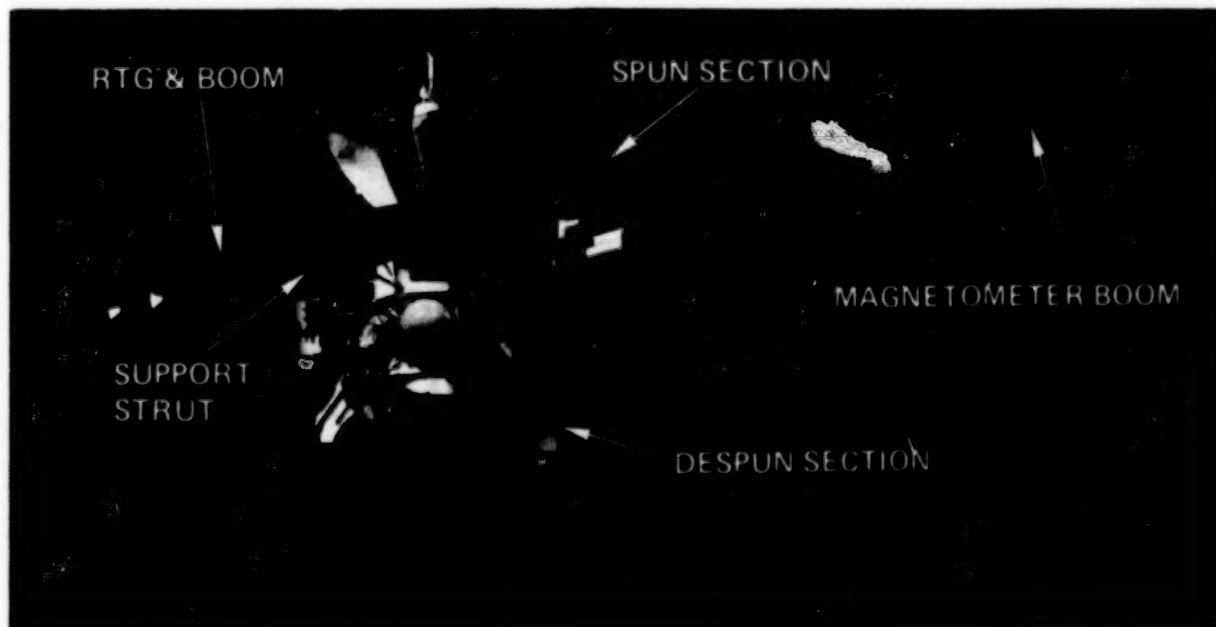 RTG & BOOM
SPUN SECTION
MAGNETOMETER BOOM
SUPPORT
STRUT
DESPUN SECTION